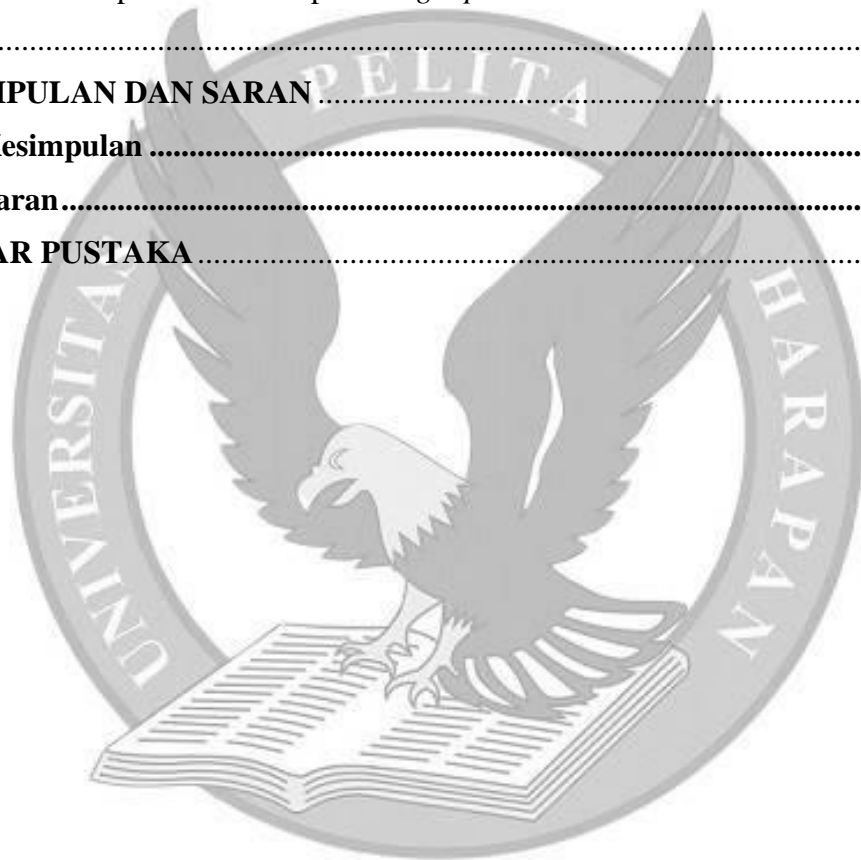 ................................................................................
IPULAN DAN SARAN ................................................................
esimpulan ................................................................................
aran ................................................................................
AR PUSTAKA ................................................................................
UNIVERSITAS PELITA HARAPAN